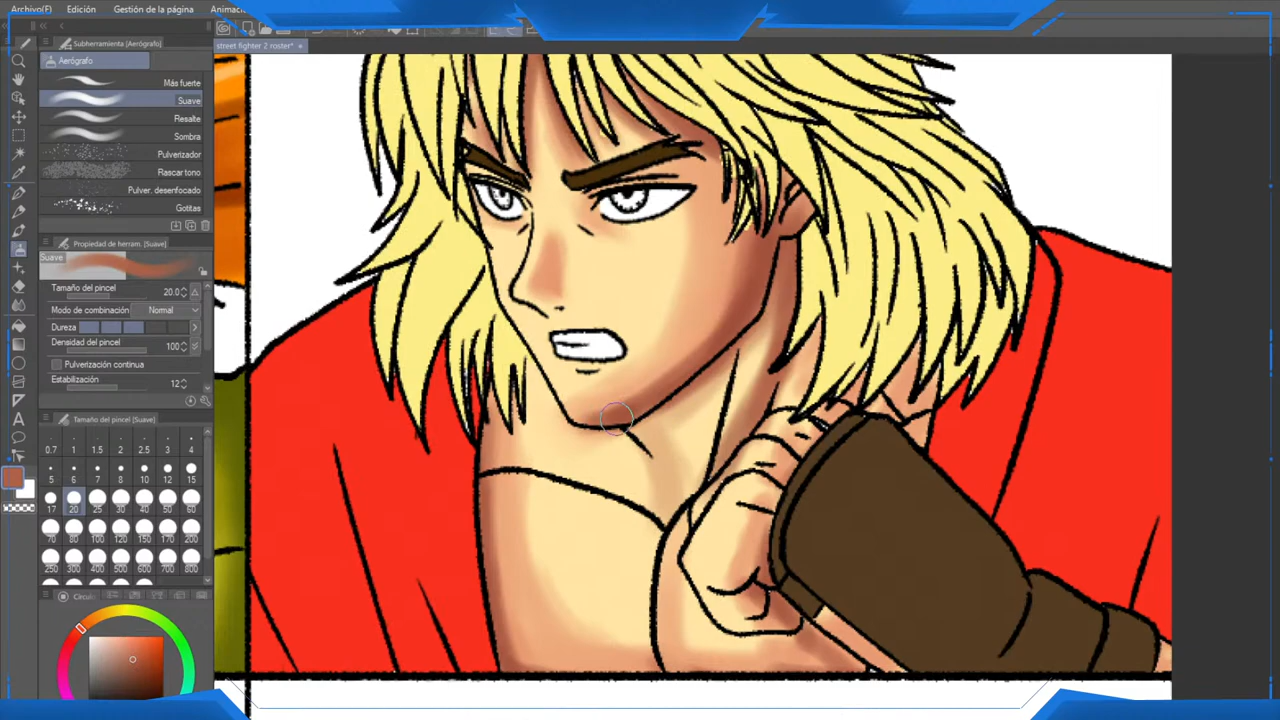 Archivo(F) Edición Gestión de la página Animació
Subherramienta [Aerógrafo] street fighter 2 roster*
Aerógrafo
Más fuerte
Suave
Resalte
Sombra
Pulverizador
Rascar tono
Pulver. desenfocado
Gotitas
Propiedad de herram. [Suave]
Suave
Tamaño del pincel 20.0
Modo de combinación Normal
Dureza
Densidad del pincel 100
Pulverización continua
Estabilización 12
Tamaño del pincel [Suave]
0.7 1 1.5 2 2.5 3 4
5 6 7 8 10 12 15
17 20 25 30 40 50 60
70 80 100 120 150 170 200
250 300 400 500 600 700 800
Círculo